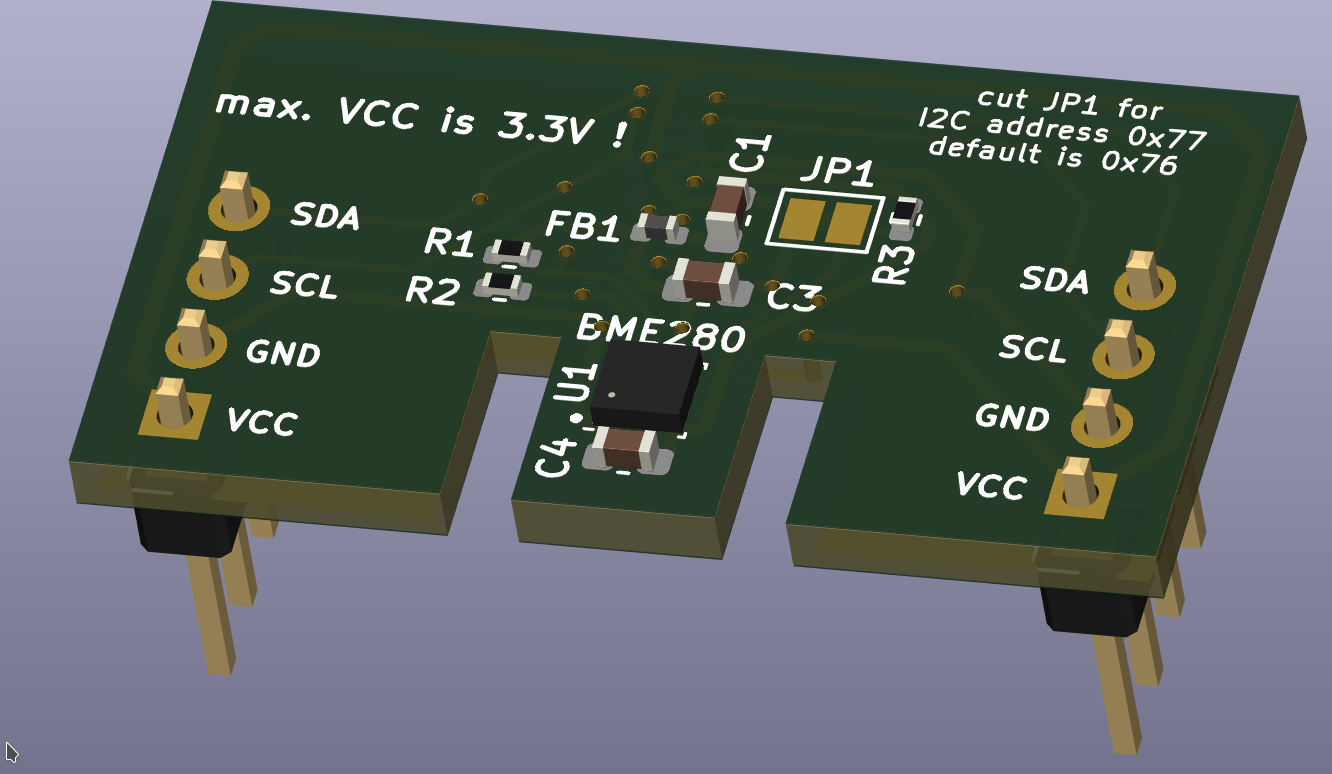 max. VCC is 3.3V !
cut JP1 for
I2C address 0x77
default is 0x76
C1
JP1
SDA
FB1
R1
R3
SCL
R2
C3
SDA
BME280
SCL
GND
U1
VCC
GND
C4
VCC